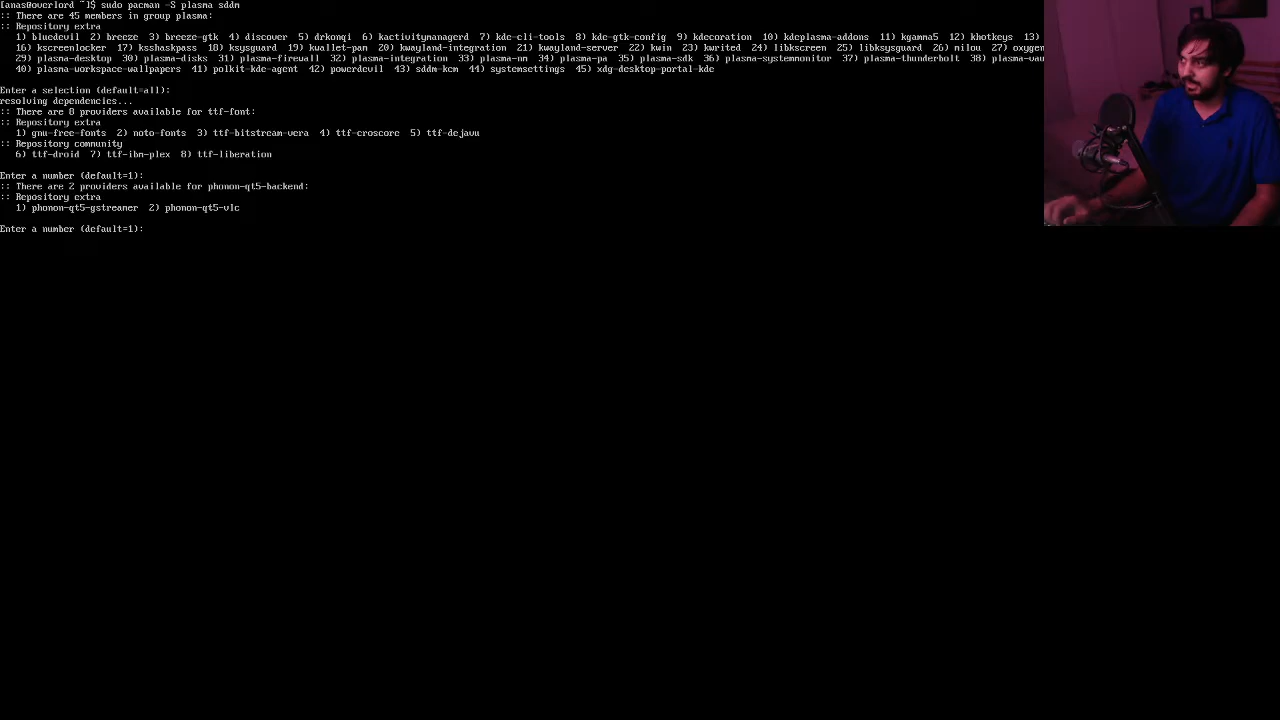 [anas@overlord ~]$ sudo pacman -S plasma sddm
:: There are 45 members in group plasma:
:: Repository extra
1) bluedevil 2) breeze 3) breeze-gtk 4) discover 5) drkonqi 6) kactivitymanagerd 7) kde-cli-tools 8) kde-gtk-config 9) kdecoration 10) kdeplasma-addons 11) kgamma5 12) khotkeys 13)
16) kscreenlocker 17) ksshaskpass 18) ksysguard 19) kwallet-pam 20) kwayland-integration 21) kwayland-server 22) kwin 23) kwrited 24) libkscreen 25) libksysguard 26) milou 27) oxygen
29) plasma-desktop 30) plasma-disks 31) plasma-firewall 32) plasma-integration 33) plasma-nm 34) plasma-pa 35) plasma-sdk 36) plasma-systemmonitor 37) plasma-thunderbolt 38) plasma-vau
40) plasma-workspace-wallpapers 41) polkit-kde-agent 42) powerdevil 43) sddm-kcm 44) systemsettings 45) xdg-desktop-portal-kde
Enter a selection (default=all):
resolving dependencies...
:: There are 8 providers available for ttf-font:
:: Repository extra
1) gnu-free-fonts 2) noto-fonts 3) ttf-bitstream-vera 4) ttf-croscore 5) ttf-dejavu
:: Repository community
6) ttf-droid 7) ttf-ibm-plex 8) ttf-liberation
Enter a number (default=1):
:: There are 2 providers available for phonon-qt5-backend:
:: Repository extra
1) phonon-qt5-gstreamer 2) phonon-qt5-vlc
Enter a number (default=1):